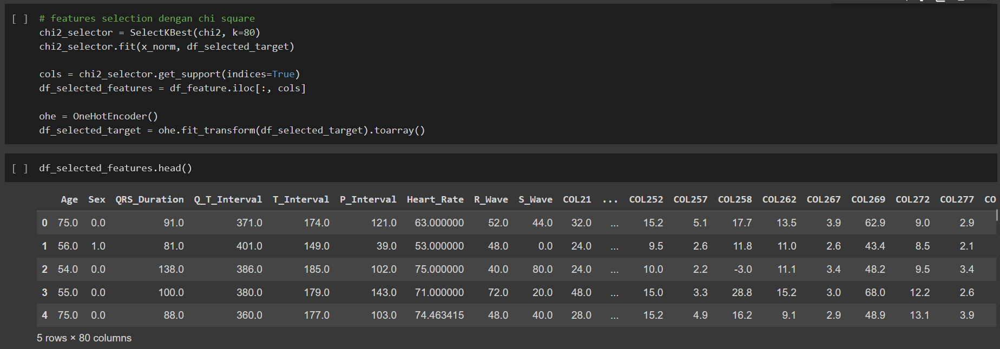 [ ] # features selection dengan chi square
chi2_selector = SelectKBest(chi2, k=80)
chi2_selector.fit(x_norm, df_selected_target)
cols = chi2_selector.get_support(indices=True)
df_selected_features = df_feature.iloc[:, cols]
ohe = OneHotEncoder()
df_selected_target = ohe.fit_transform(df_selected_target).toarray()
[ ] df_selected_features.head()
Age Sex QRS_Duration Q_T_Interval T_Interval P_Interval Heart_Rate R_Wave S_Wave COL21 ... COL252 COL257 COL258 COL262 COL267 COL269 COL272 COL277 CO
0 75.0 0.0 91.0 371.0 174.0 121.0 63.000000 52.0 44.0 32.0 ... 15.2 5.1 17.7 13.5 3.9 62.9 9.0 2.9
1 56.0 1.0 81.0 401.0 149.0 39.0 53.000000 48.0 0.0 24.0 ... 9.5 2.6 11.8 11.0 2.6 43.4 8.5 2.1
2 54.0 0.0 138.0 386.0 185.0 102.0 75.000000 40.0 80.0 24.0 ... 10.0 2.2 -3.0 11.1 3.4 48.2 9.5 3.4
3 55.0 0.0 100.0 380.0 179.0 143.0 71.000000 72.0 20.0 48.0 ... 15.0 3.3 28.8 15.2 3.0 68.0 12.2 2.6
4 75.0 0.0 88.0 360.0 177.0 103.0 74.463415 48.0 40.0 28.0 ... 15.2 4.9 16.2 9.1 2.9 48.9 13.1 3.9
5 rows × 80 columns